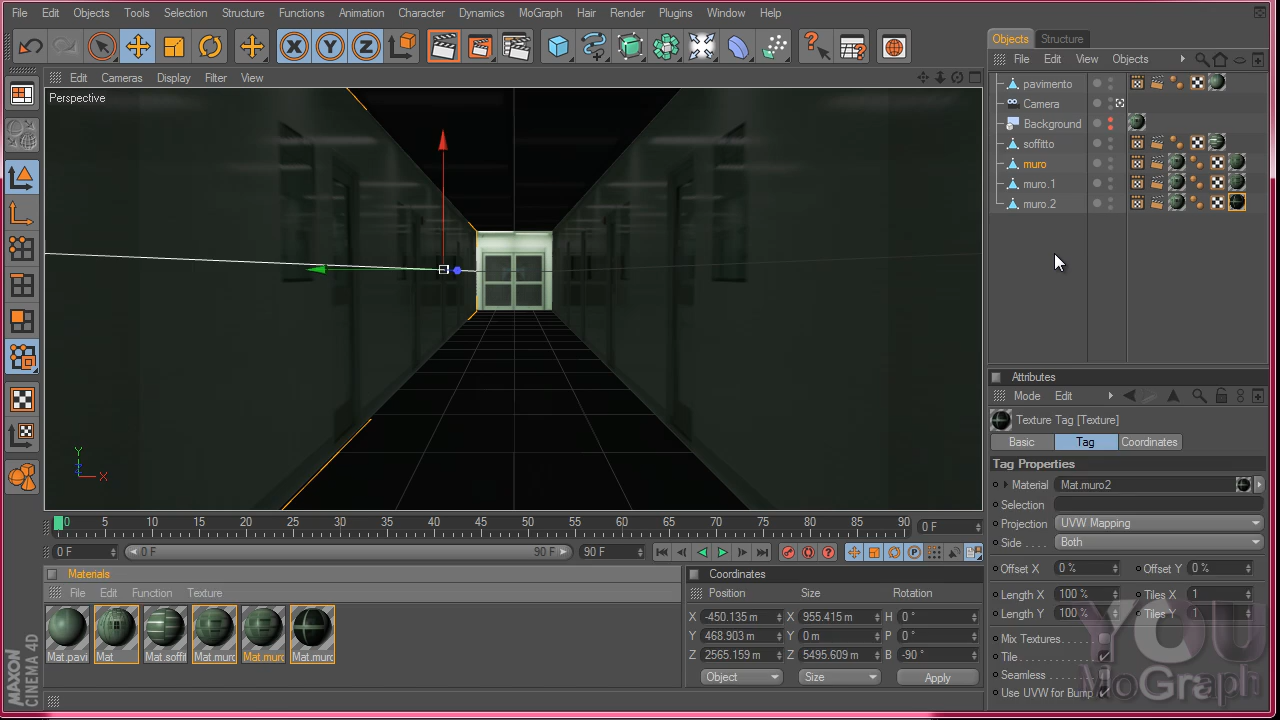 File Edit Objects Tools Selection Structure Functions Animation Character Dynamics MoGraph Hair Render Plugins Window Help
Edit Cameras Display Filter View
Perspective
Y
Z
X
0 5 10 15 20 25 30 35 40 45 50 55 60 65 70 75 80 85 90 0 F
0 F 0 F 90 F 90 F
Materials
File Edit Function Texture
Mat.pavi Mat Mat.soffit Mat.muro Mat.muro Mat.muro
MAXON
CINEMA 4D
Coordinates
Position Size Rotation
X -450.135 m X 955.415 m H 0 °
Y 468.903 m Y 0 m P 0 °
Z 2565.159 m Z 5495.609 m B -90 °
Object Size Apply
Objects Structure
File Edit View Objects
pavimento
Camera
Background
soffitto
muro
muro.1
muro.2
Attributes
Mode Edit
Texture Tag [Texture]
Basic Tag Coordinates
Tag Properties
Material Mat.muro2
Selection
Projection UVW Mapping
Side Both
Offset X 0 % Offset Y 0 %
Length X 100 % Tiles X 1
Length Y 100 % Tiles Y 1
Mix Textures
Tile
Seamless
Use UVW for Bump
YOU
MoGraph